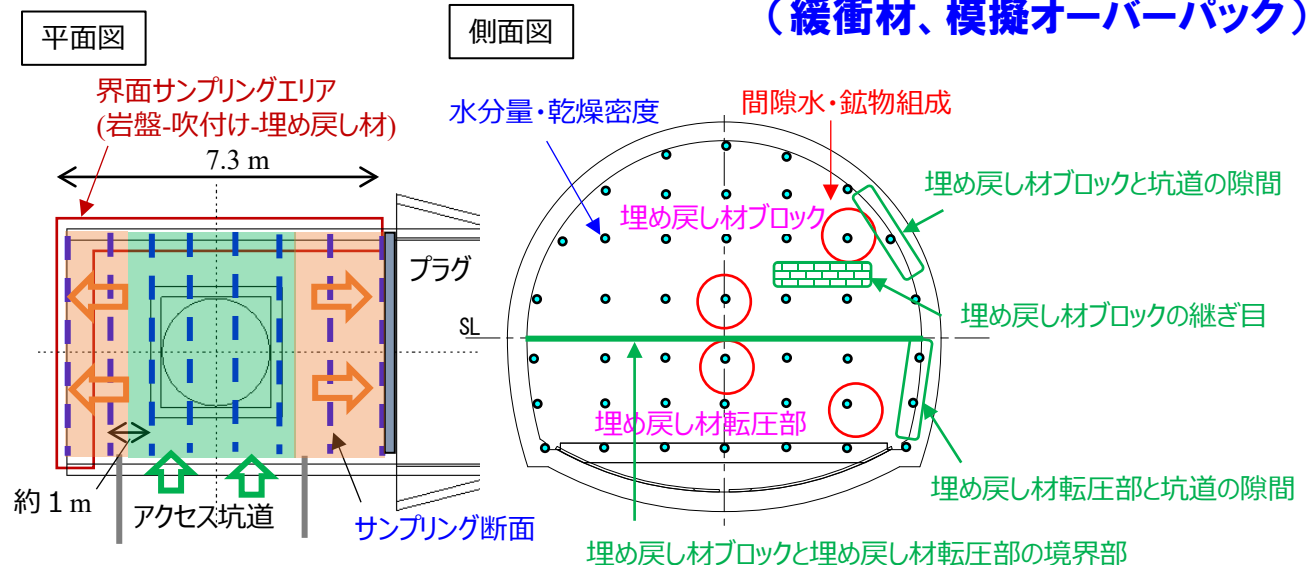 （緩衝材、模擬オーバーパック）
平面図
側面図
界面サンプリングエリア
(岩盤-吹付け-埋め戻し材)
7.3 m
プラグ
約１m
アクセス坑道
サンプリング断面
水分量・乾燥密度
間隙水・鉱物組成
埋め戻し材ブロックと坑道の隙間
埋め戻し材ブロック
埋め戻し材ブロックの継ぎ目
SL
埋め戻し材転圧部
埋め戻し材転圧部と坑道の隙間
埋め戻し材ブロックと埋め戻し材転圧部の境界部